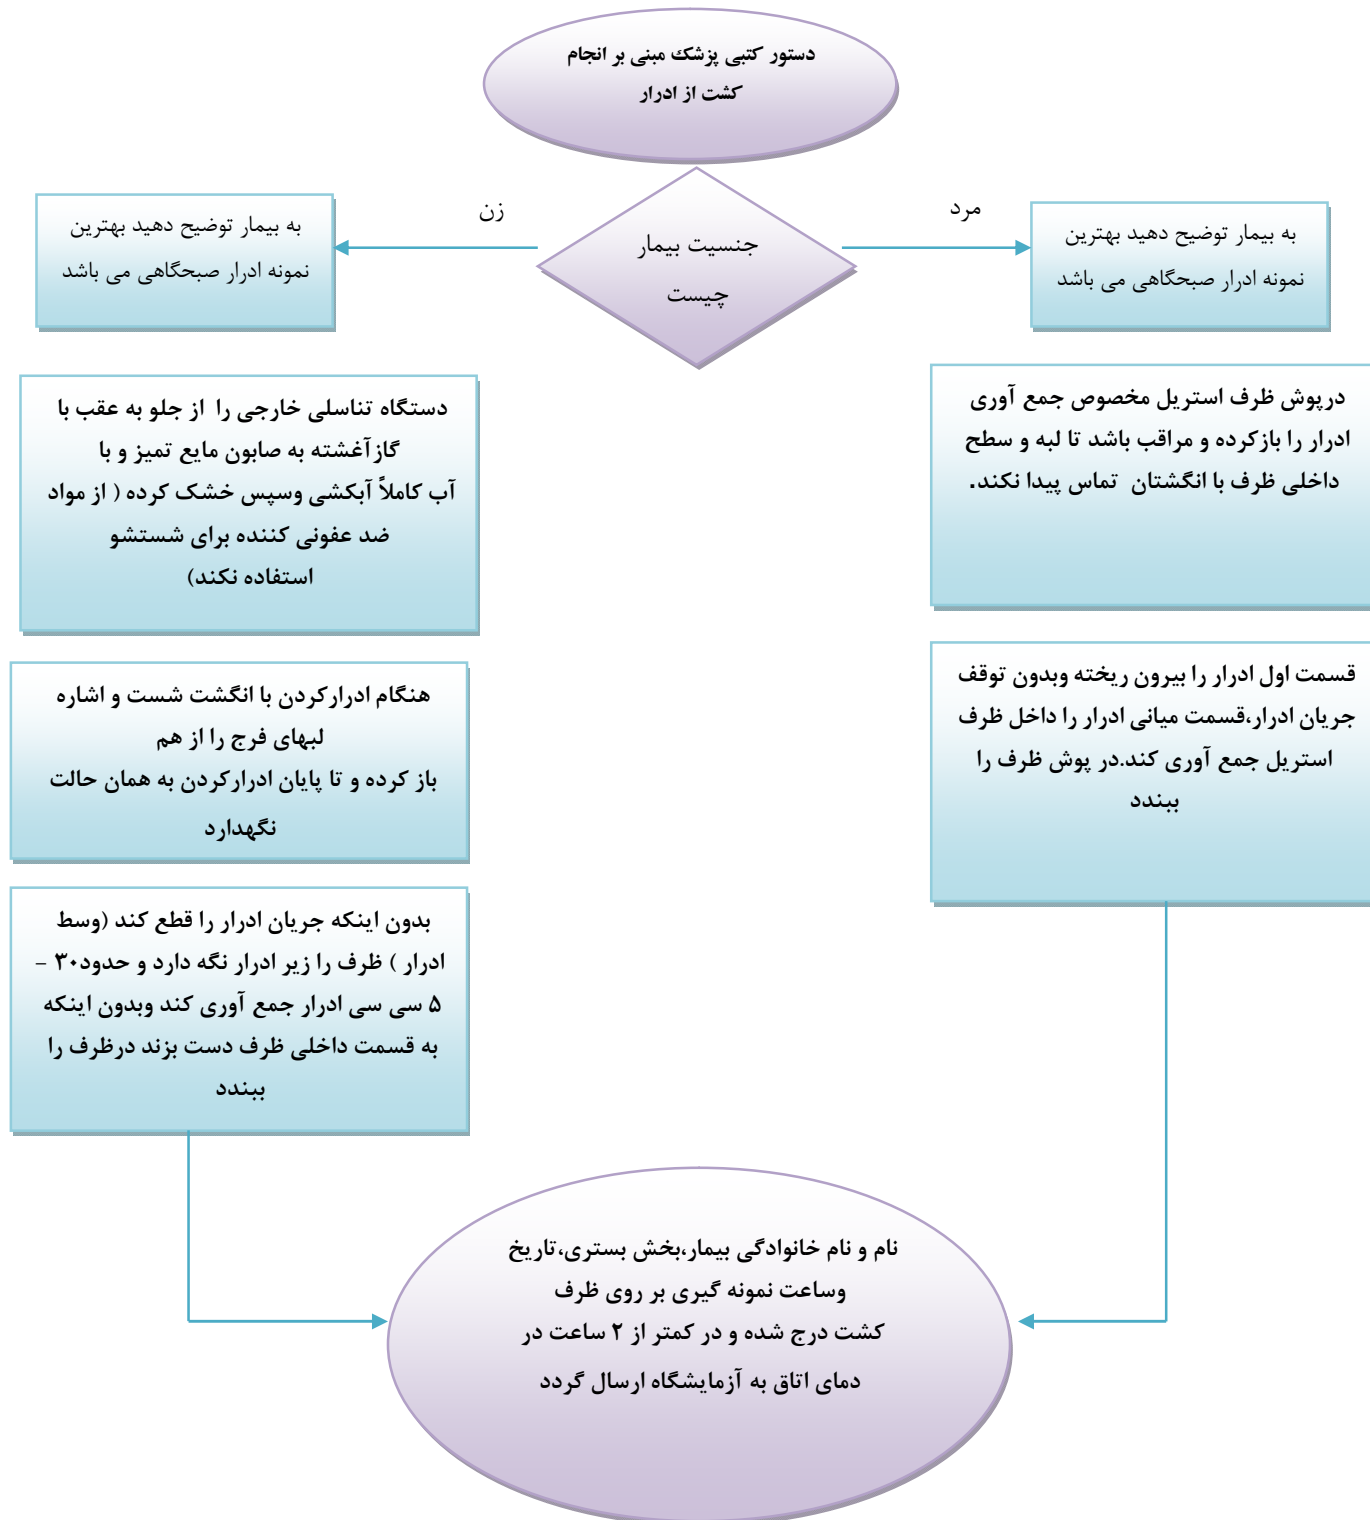 دستور کتبی پزشک مبنی بر انجام
کشت از ادرار
جنسیت بیمار
چیست
مرد
زن
به بیمار توضیح دهید بهترین
نمونه ادرار صبحگاهی می باشد
درپوش ظرف استریل مخصوص جمع آوری
ادرار را بازکرده و مراقب باشد تا لبه و سطح
داخلی ظرف با انگشتان تماس پیدا نکند.
قسمت اول ادرار را بیرون ریخته وبدون توقف
جریان ادرار،قسمت میانی ادرار را داخل ظرف
استریل جمع آوری کند.در پوش ظرف را
ببندد
به بیمار توضیح دهید بهترین
نمونه ادرار صبحگاهی می باشد
دستگاه تناسلی خارجی را از جلو به عقب با
گازآغشته به صابون مایع تمیز و با
آب کاملاً آبکشی وسپس خشک کرده ( از مواد
ضد عفونی کننده برای شستشو
استفاده نکند)
هنگام ادرارکردن با انگشت شست و اشاره
لبهای فرج را از هم
باز کرده و تا پایان ادرارکردن به همان حالت
نگهدارد
بدون اینکه جریان ادرار را قطع کند (وسط
ادرار ) ظرف را زیر ادرار نگه دارد و حدود۳۰ –
۵ سی سی ادرار جمع آوری کند وبدون اینکه
به قسمت داخلی ظرف دست بزند درظرف را
ببندد
نام و نام خانوادگی بیمار،بخش بستری،تاریخ
وساعت نمونه گیری بر روی ظرف
کشت درج شده و در کمتر از ۲ ساعت در
دمای اتاق به آزمایشگاه ارسال گردد